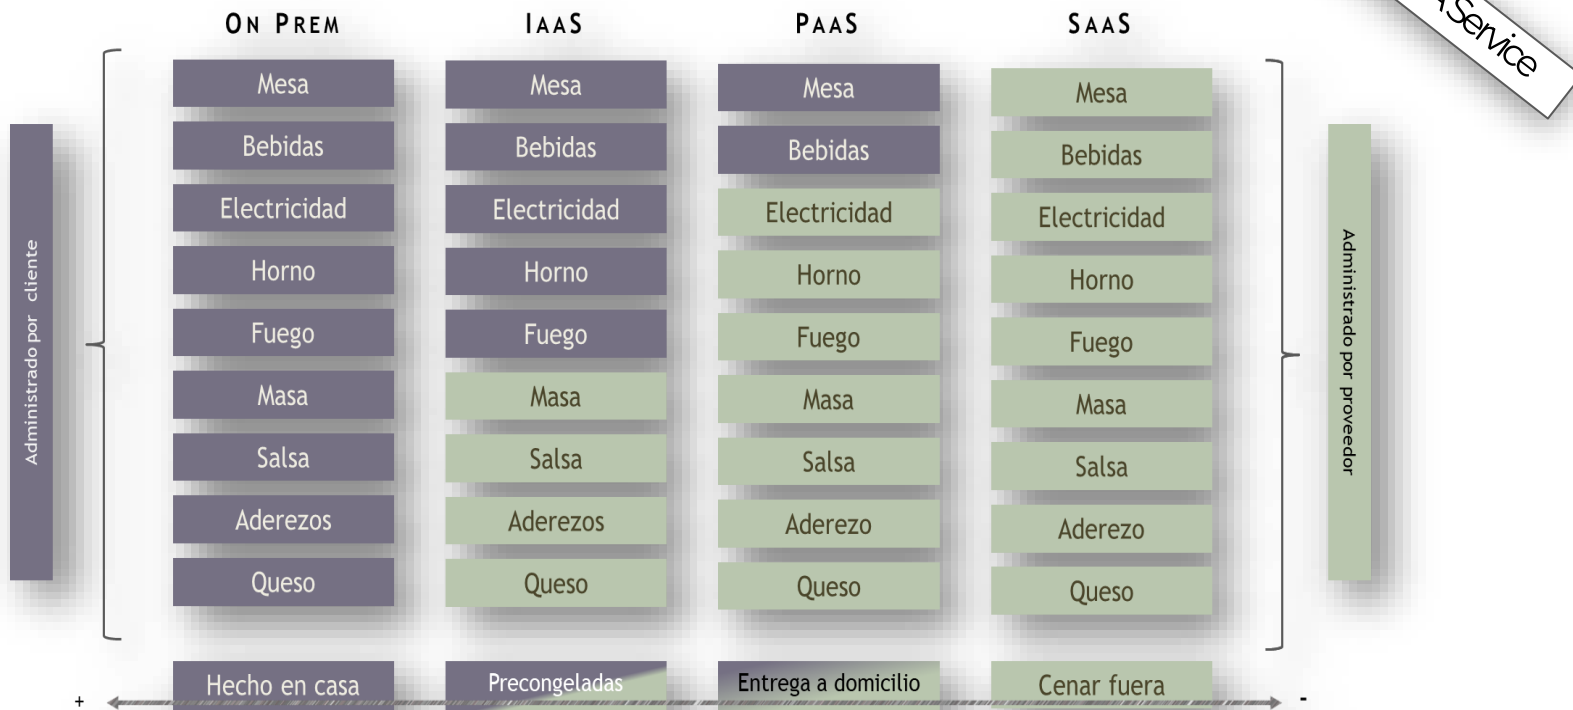 On Prem
IaaS
PaaS
SaaS
A Service
Administrado por cliente
Mesa
Bebidas
Electricidad
Horno
Fuego
Masa
Salsa
Aderezos
Queso
Hecho en casa
Mesa
Bebidas
Electricidad
Horno
Fuego
Masa
Salsa
Aderezos
Queso
Precongeladas
Mesa
Bebidas
Electricidad
Horno
Fuego
Masa
Salsa
Aderezo
Queso
Entrega a domicilio
Mesa
Bebidas
Electricidad
Horno
Fuego
Masa
Salsa
Aderezo
Queso
Cenar fuera
Administrado por proveedor
+
-